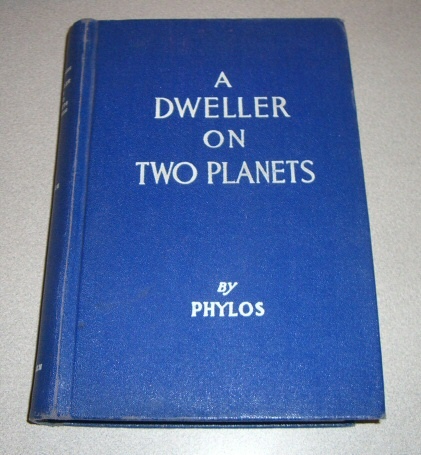 A
DWELLER
ON
TWO PLANETS
BY
PHYLOS